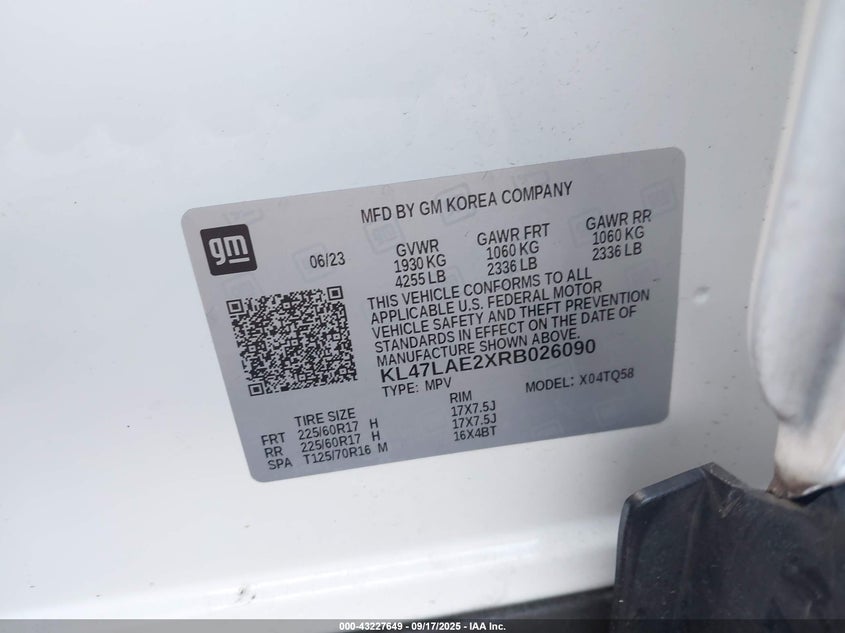 MFD BY GM KOREA COMPANY
gm
06/23
GVWR GAWR FRT GAWR RR
1930 KG 1060 KG 1060 KG
4255 LB 2336 LB 2336 LB
THIS VEHICLE CONFORMS TO ALL
APPLICABLE U.S. FEDERAL MOTOR
VEHICLE SAFETY AND THEFT PREVENTION
STANDARDS IN EFFECT ON THE DATE OF
MANUFACTURE SHOWN ABOVE.
KL47LAE2XRB026090
TYPE: MPV MODEL: X04TQ58
TIRE SIZE RIM
FRT 225/60R17 H 17X7.5J
RR 225/60R17 H 17X7.5J
SPA T125/70R16 M 16X4BT
000-43227649 - 09/17/2025 - IAA Inc.